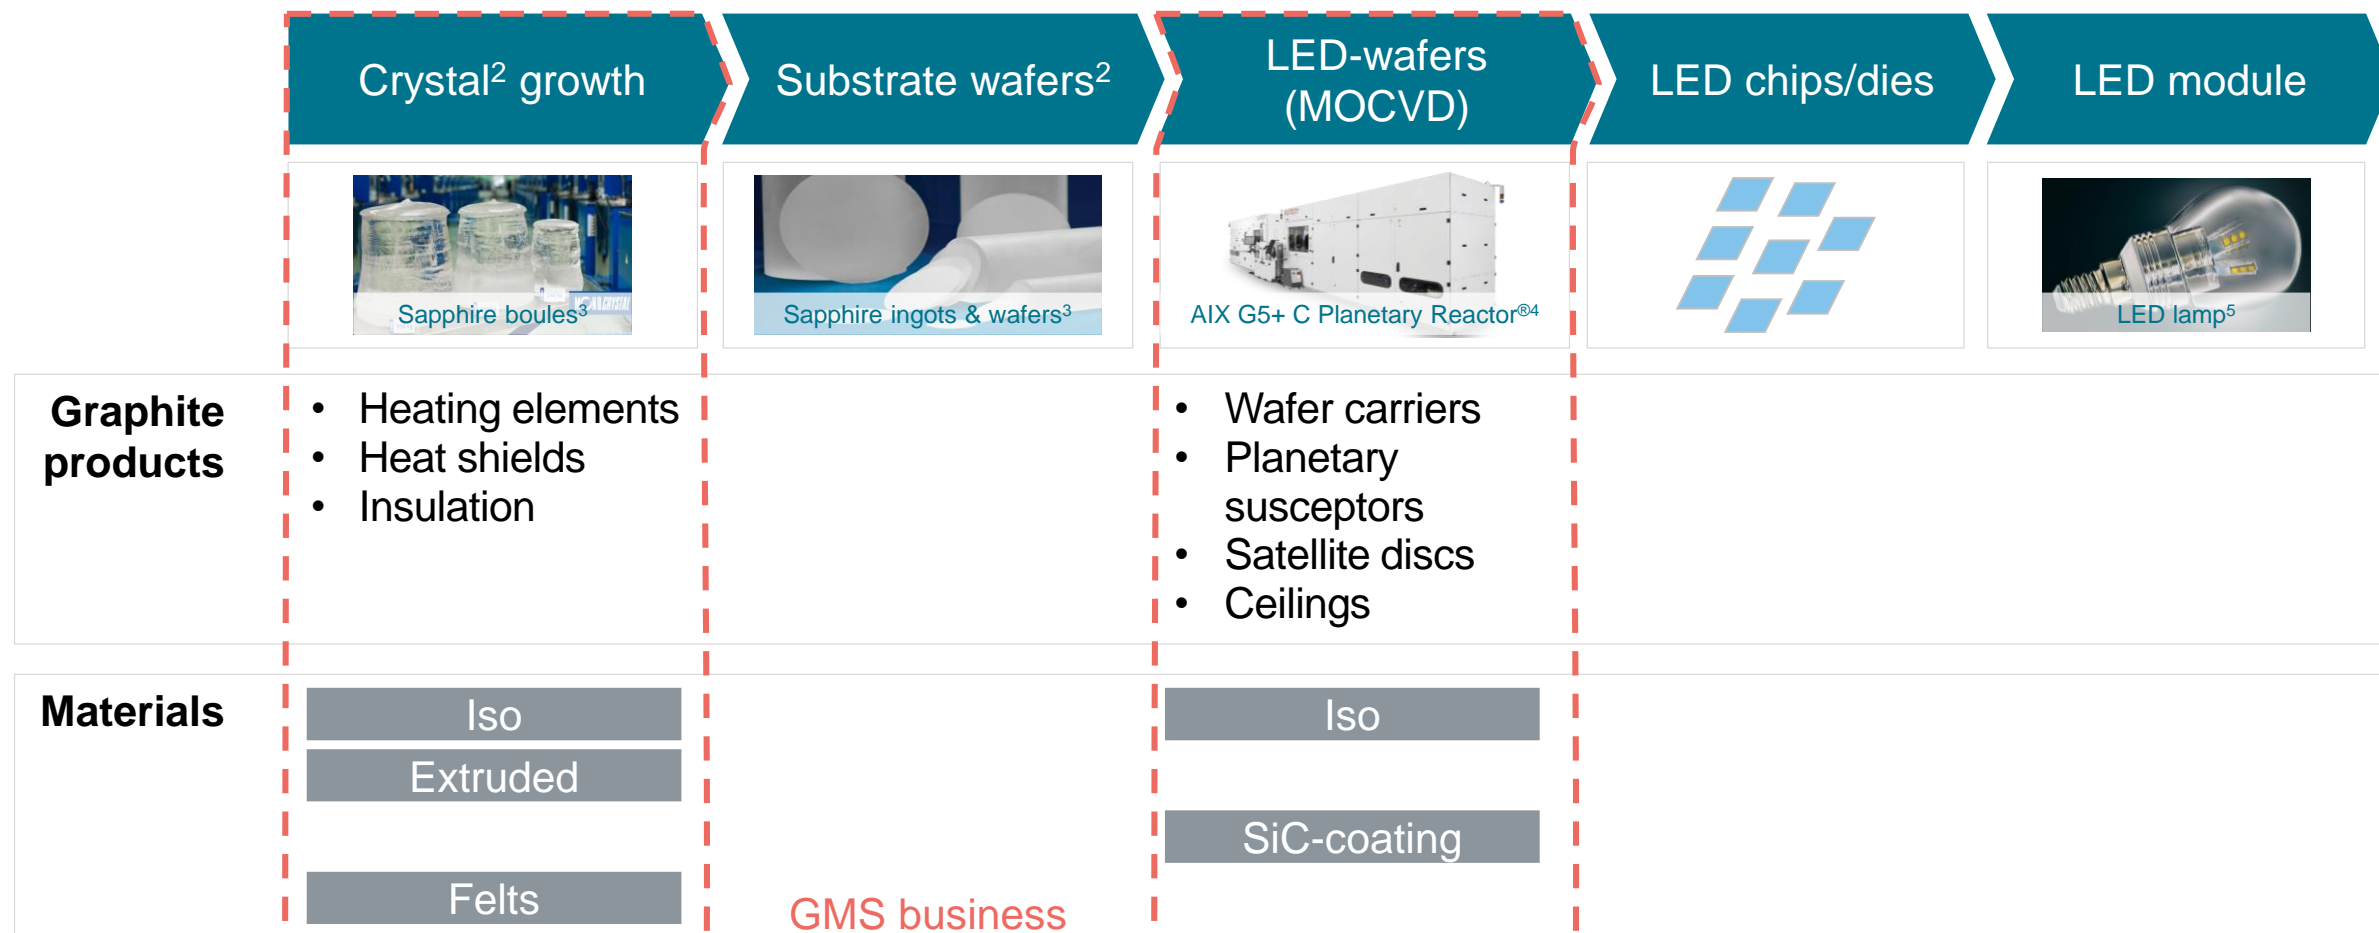 Crystal² growth
Substrate wafers²
LED-wafers
(MOCVD)
LED chips/dies
LED module
MONOCRYSTAL
Sapphire boules³
Sapphire ingots & wafers³
AIX G5+ C Planetary Reactor®⁴
LED lamp⁵
Graphite
products
• Heating elements
• Heat shields
• Insulation
• Wafer carriers
• Planetary
susceptors
• Satellite discs
• Ceilings
Materials
Iso
Extruded
Felts
Iso
SiC-coating
GMS business